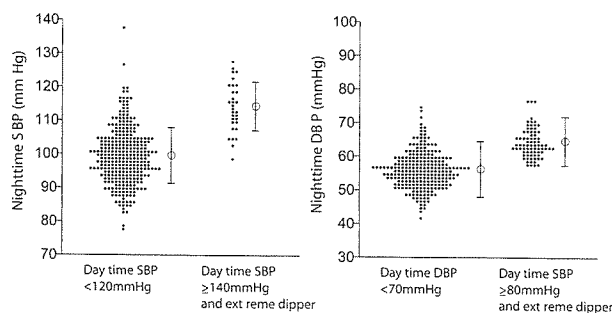 Nighttime S BP (mm Hg)
140
130
120
110
100
90
80
70
Day time SBP
<120mmHg
Day time SBP
≥140mmHg
and ext reme dipper
Nighttime DB P (mmHg)
100
90
80
70
60
50
40
30
Day time DBP
<70mmHg
Day time SBP
≥80mmHg
and ext reme dipper